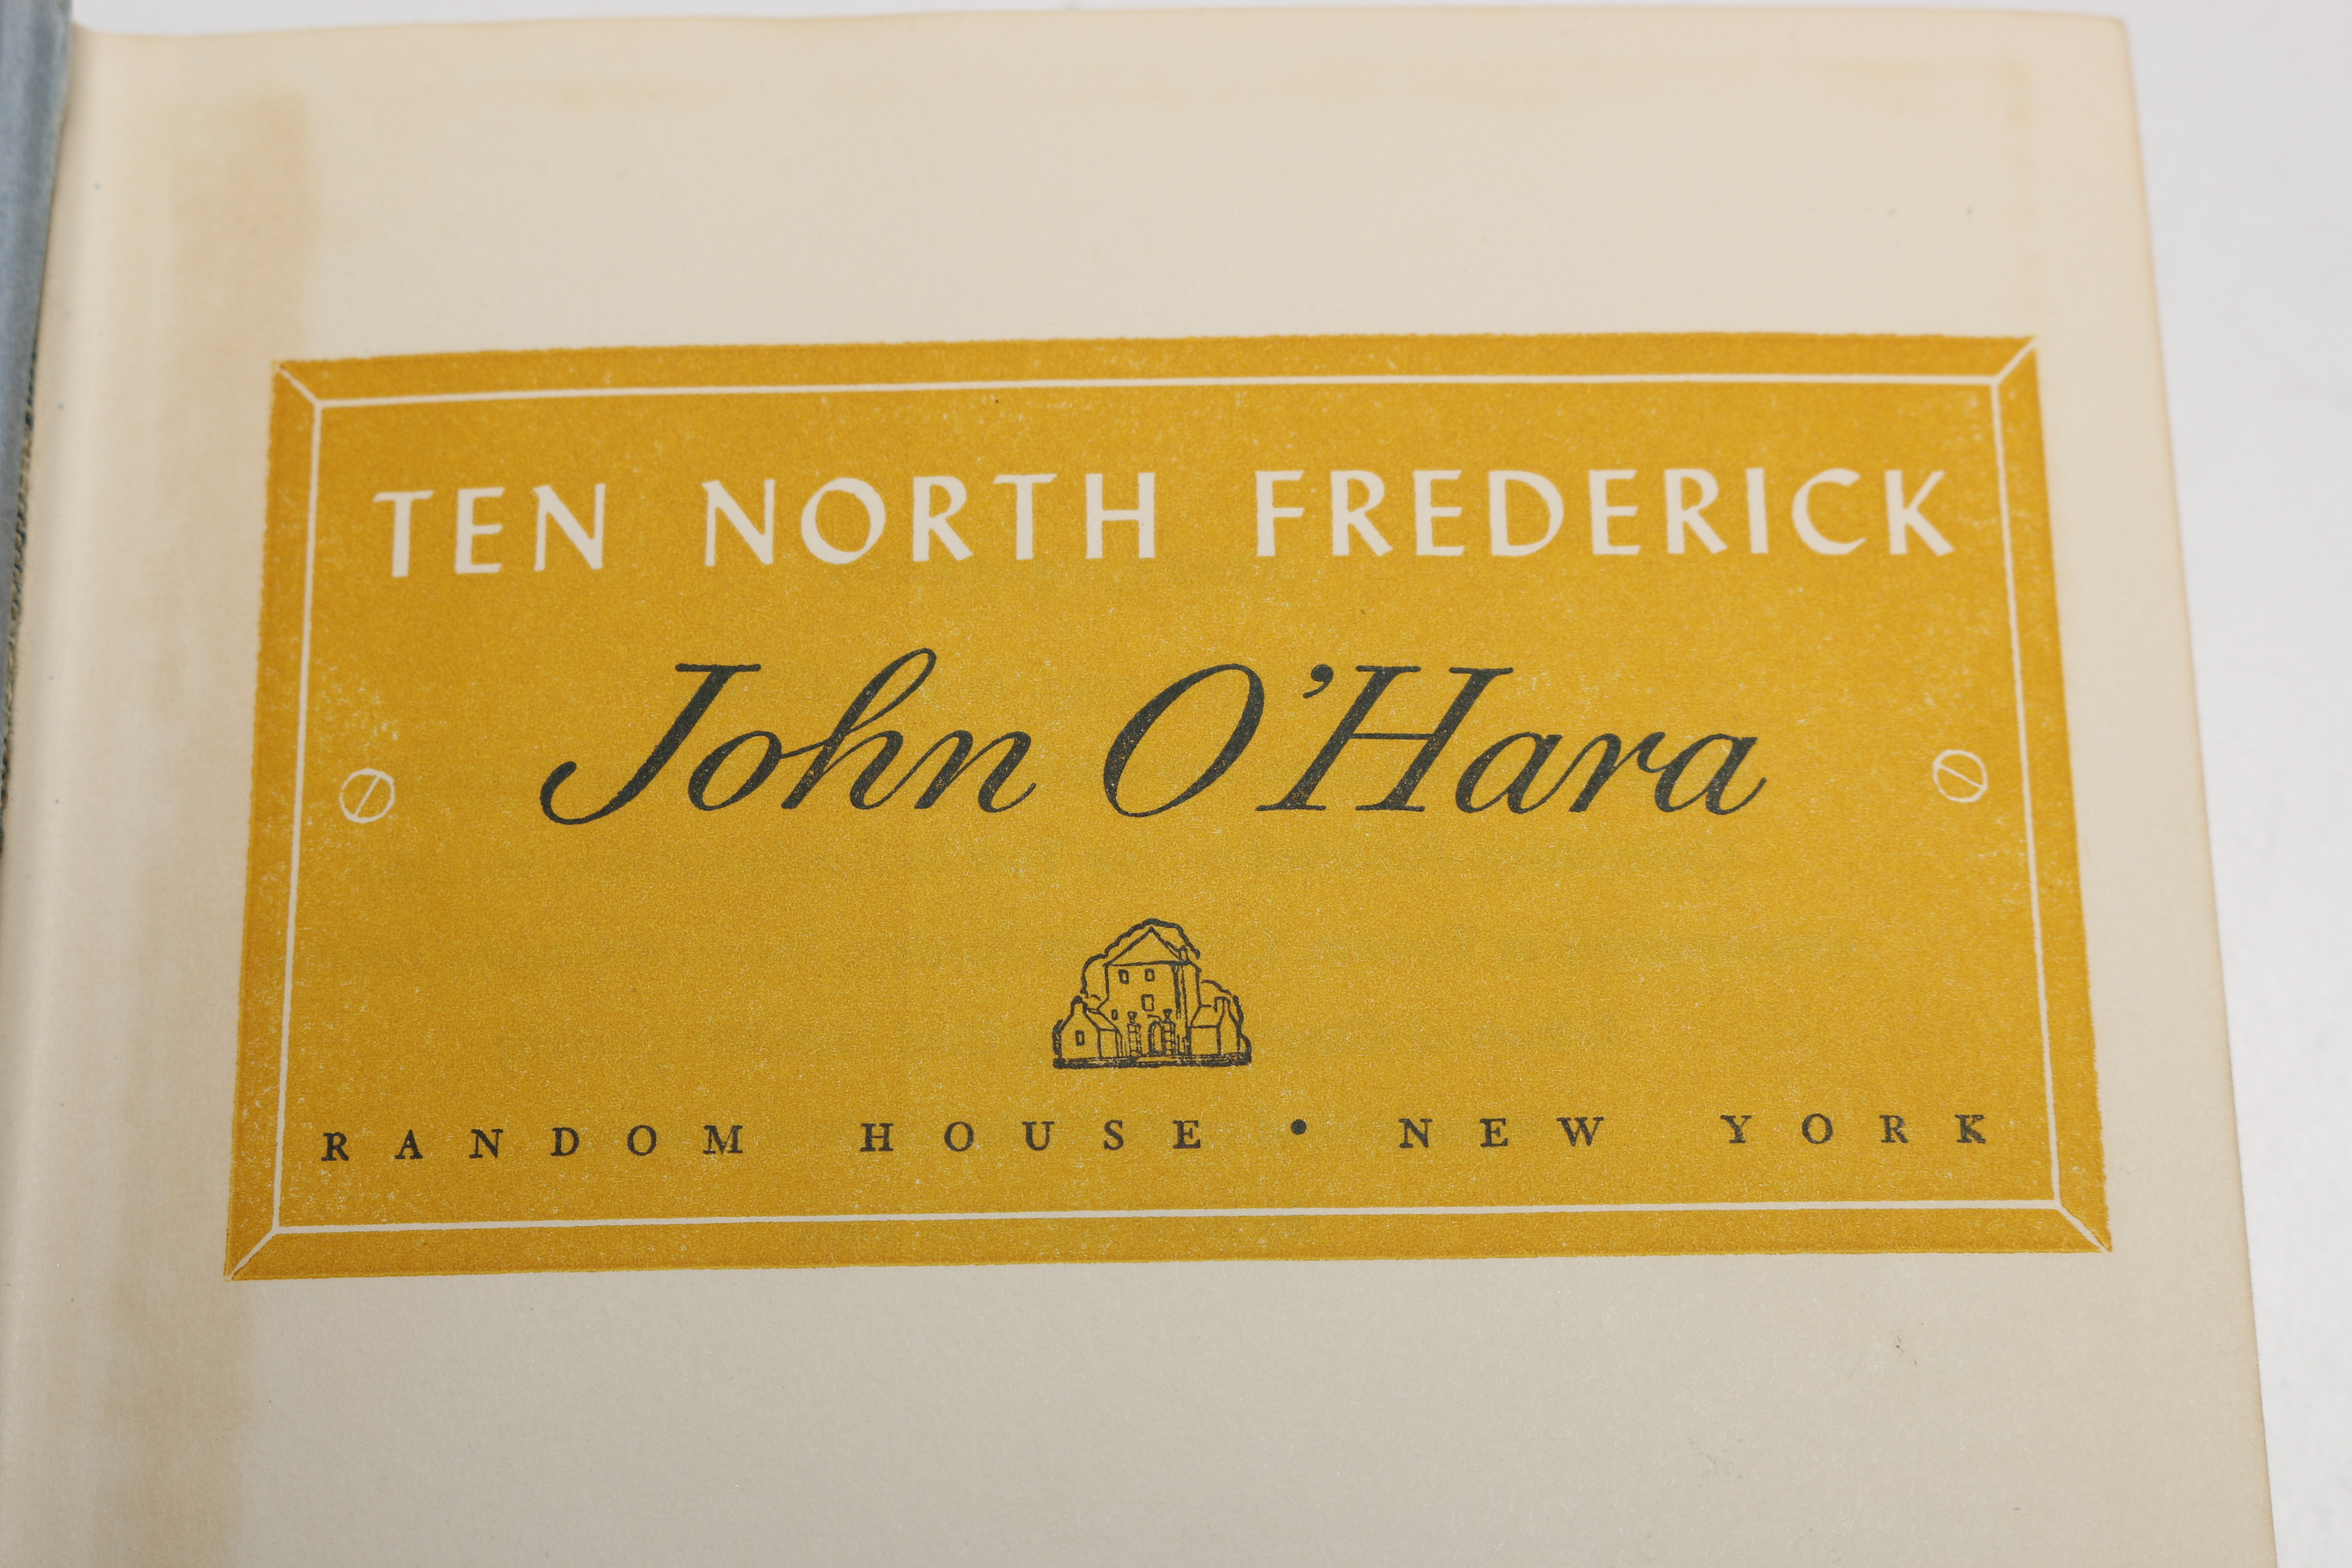 TEN NORTH FREDERICK
John O’Hara
RANDOM HOUSE • NEW YORK